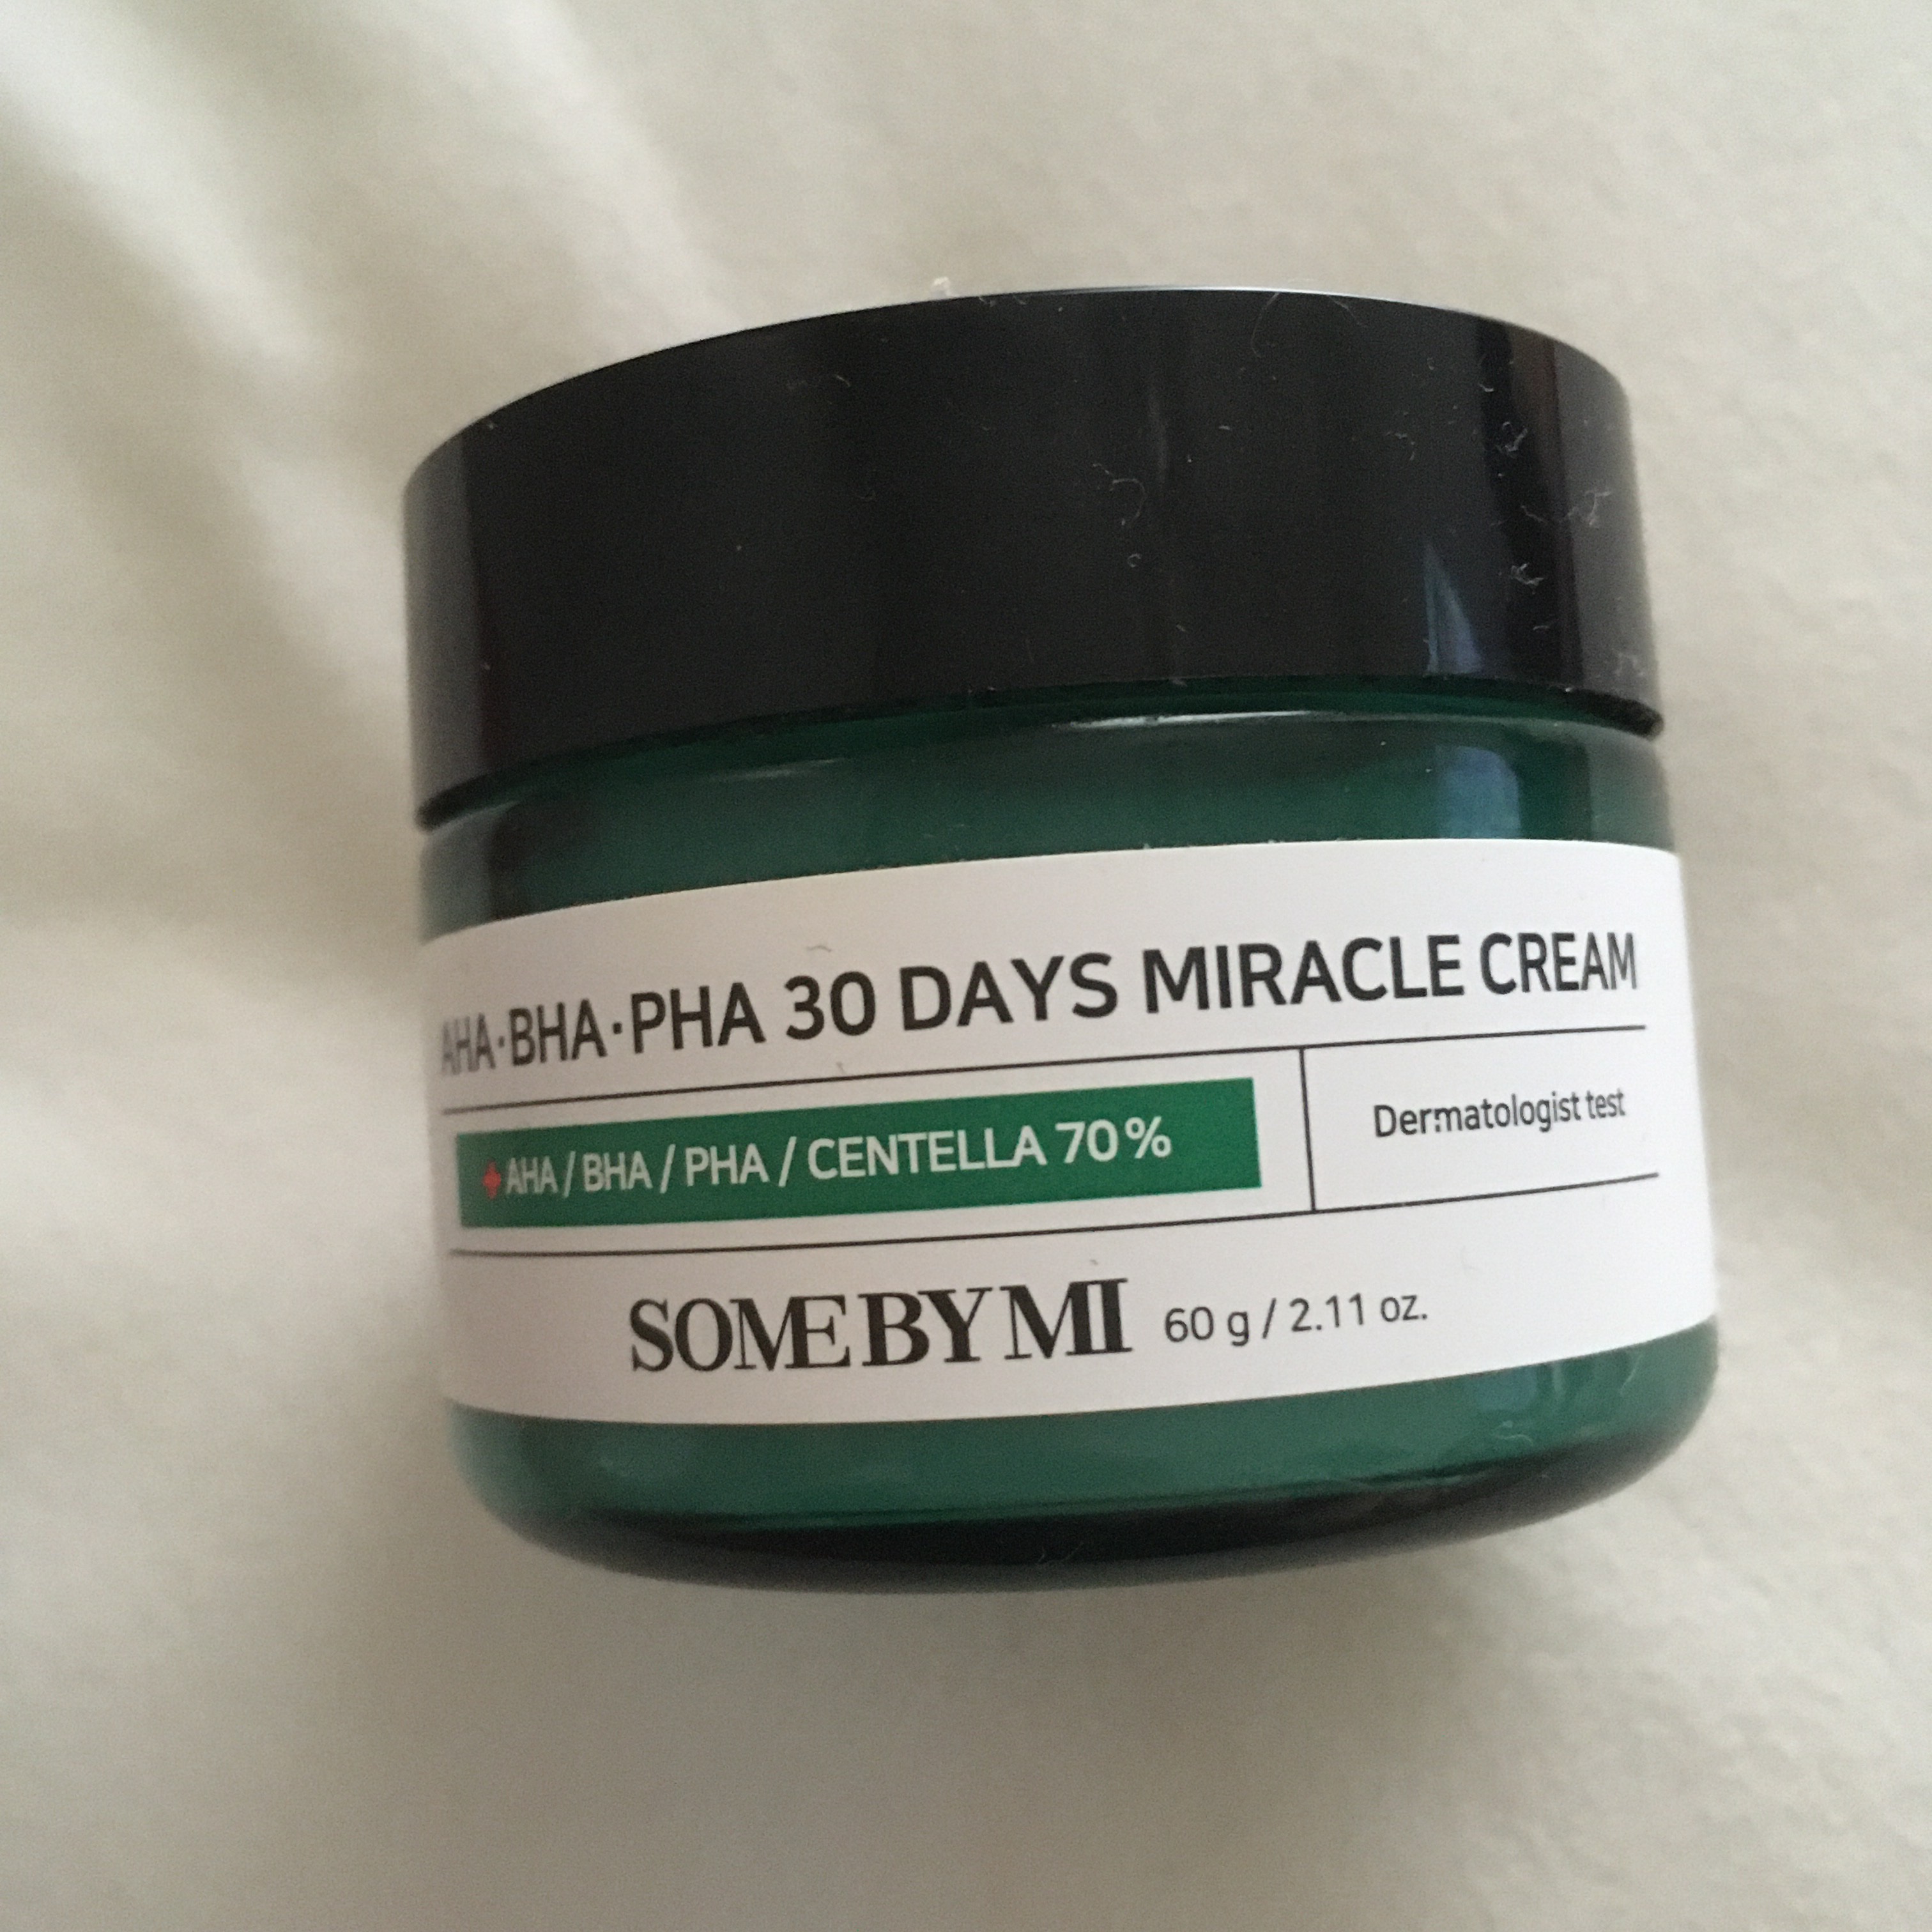 AHA·BHA·PHA 30 DAYS MIRACLE CREAM
AHA / BHA / PHA / CENTELLA 70%
Dermatologist test
SOME BY MI 60 g / 2.11 oz.